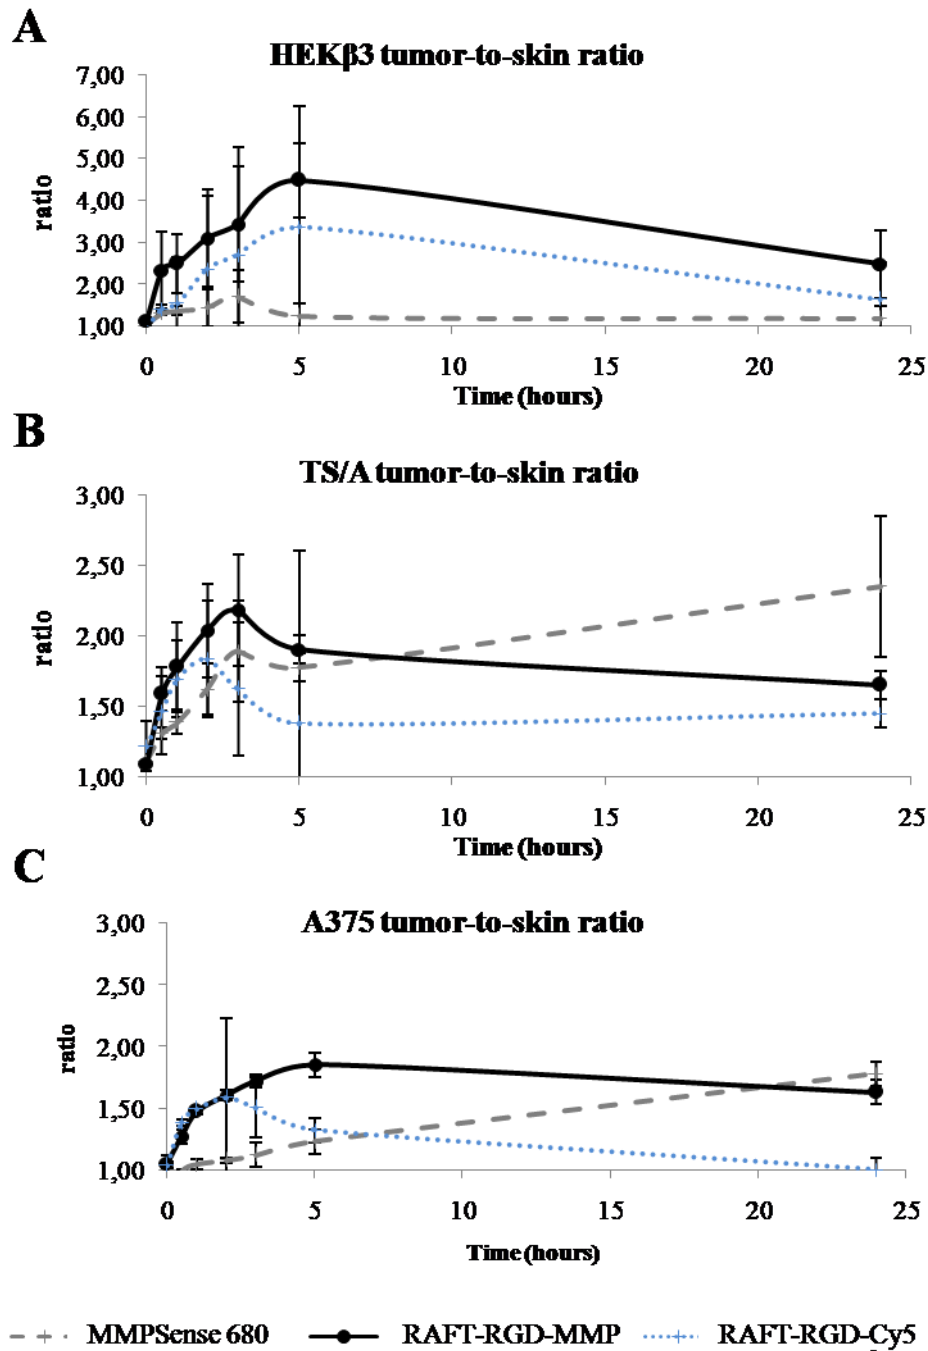 A
HEKβ3 tumor-to-skin ratio
7,00
6,00
5,00
4,00
3,00
2,00
1,00
ratio
0 5 10 15 20 25
Time (hours)
B
TS/A tumor-to-skin ratio
3,00
2,50
2,00
1,50
1,00
ratio
0 5 10 15 20 25
Time (hours)
C
A375 tumor-to-skin ratio
3,00
2,50
2,00
1,50
1,00
ratio
0 5 10 15 20 25
Time (hours)
MMPSense 680 RAFT-RGD-MMP RAFT-RGD-Cy5